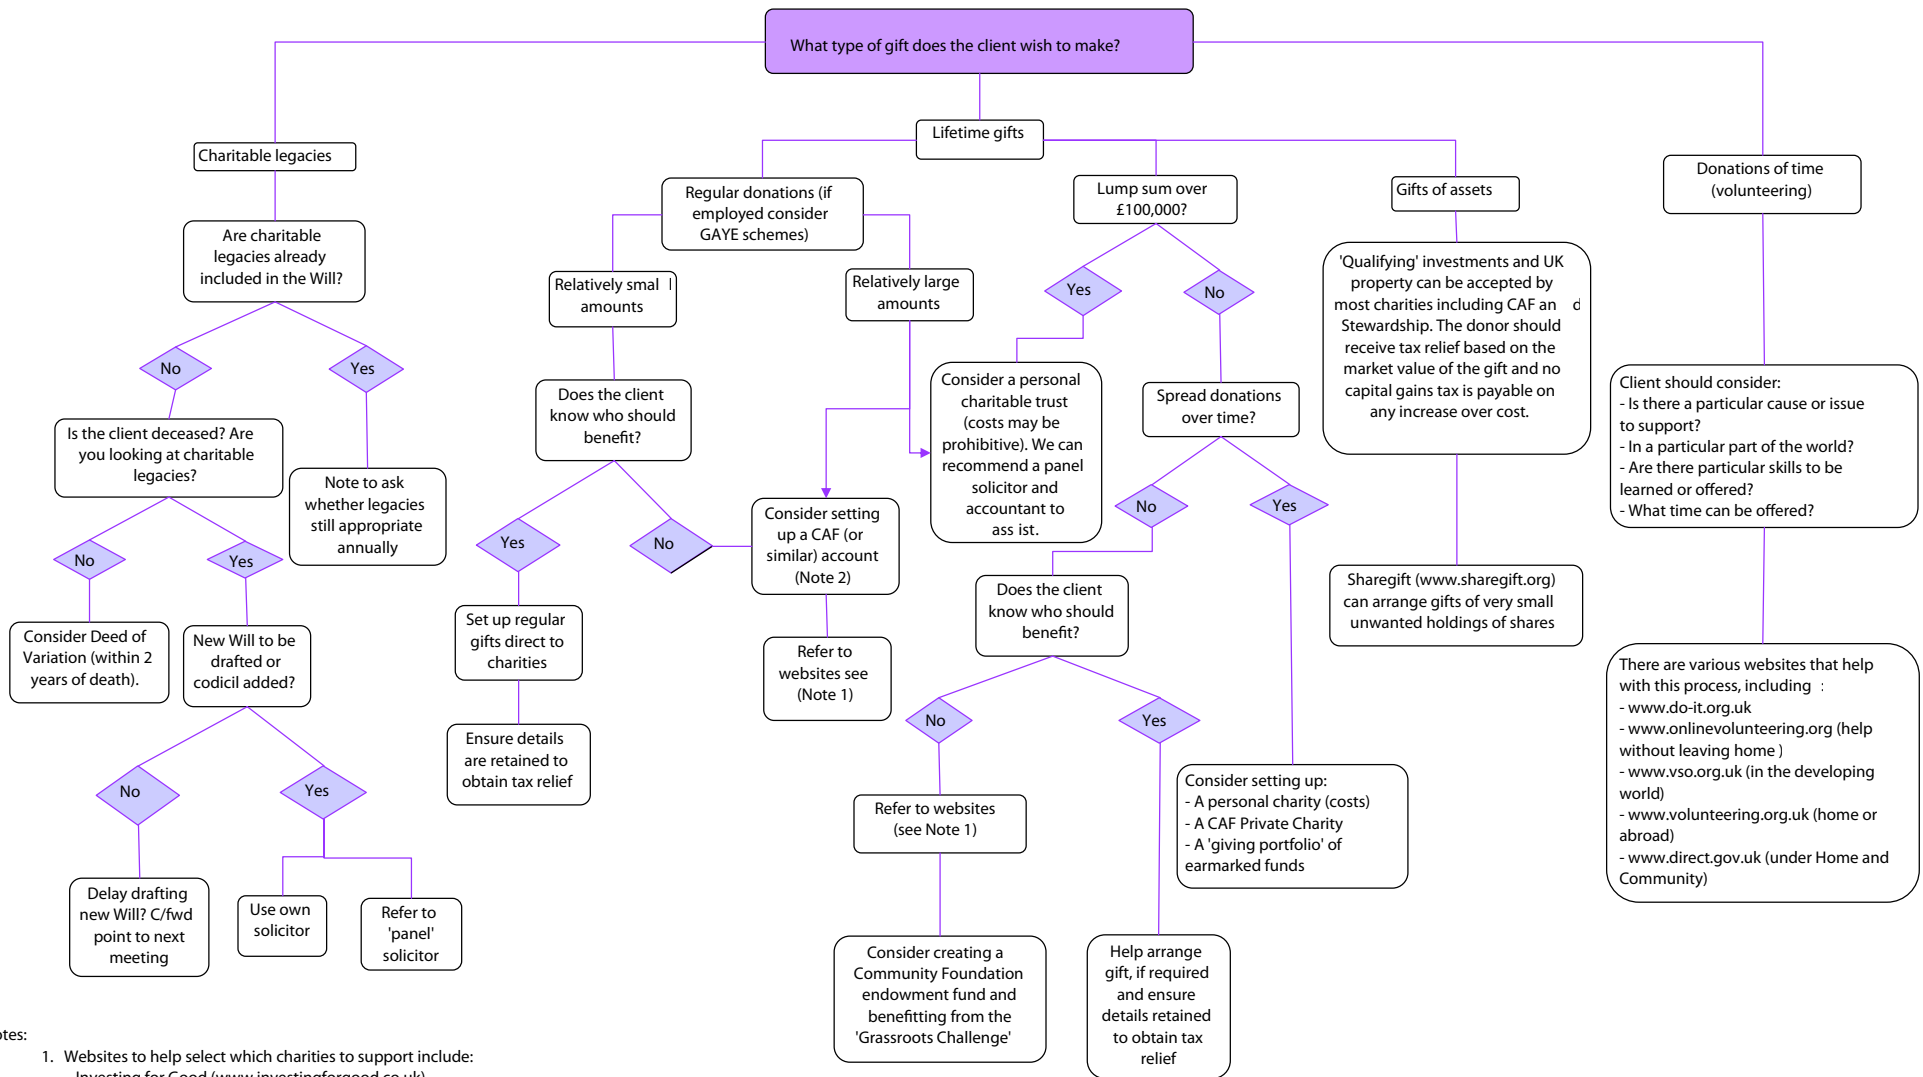 What type of gift does the client wish to make?
Charitable legacies
Are charitable
legacies already
included in the Will?
No
Yes
Is the client deceased? Are
you looking at charitable
legacies?
Note to ask
whether legacies
still appropriate
annually
No
Yes
Consider Deed of
Variation (within 2
years of death).
New Will to be
drafted or
codicil added?
No
Yes
Delay drafting
new Will? C/fwd
point to next
meeting
Use own
solicitor
Refer to
'panel'
solicitor
Lifetime gifts
Regular donations (if
employed consider
GAYE schemes)
Relatively smal l
amounts
Relatively large
amounts
Does the client
know who should
benefit?
Yes
No
Set up regular
gifts direct to
charities
Ensure details
are retained to
obtain tax relief
Consider setting
up a CAF (or
similar) account
(Note 2)
Refer to
websites see
(Note 1)
Lump sum over
£100,000?
Yes
No
Consider a personal
charitable trust
(costs may be
prohibitive). We can
recommend a panel
solicitor and
accountant to
ass ist.
Spread donations
over time?
No
Yes
Does the client
know who should
benefit?
No
Yes
Refer to websites
(see Note 1)
Consider creating a
Community Foundation
endowment fund and
benefitting from the
'Grassroots Challenge'
Help arrange
gift, if required
and ensure
details retained
to obtain tax
relief
Consider setting up:
- A personal charity (costs)
- A CAF Private Charity
- A 'giving portfolio' of
earmarked funds
Gifts of assets
'Qualifying' investments and UK
property can be accepted by
most charities including CAF an d
Stewardship. The donor should
receive tax relief based on the
market value of the gift and no
capital gains tax is payable on
any increase over cost.
Sharegift (www.sharegift.org)
can arrange gifts of very small
unwanted holdings of shares
Donations of time
(volunteering)
Client should consider:
- Is there a particular cause or issue
to support?
- In a particular part of the world?
- Are there particular skills to be
learned or offered?
- What time can be offered?
There are various websites that help
with this process, including :
- www.do-it.org.uk
- www.onlinevolunteering.org (help
without leaving home )
- www.vso.org.uk (in the developing
world)
- www.volunteering.org.uk (home or
abroad)
- www.direct.gov.uk (under Home and
Community)
otes:
1. Websites to help select which charities to support include:
Investing for Good (www.investingforgood.co.uk)